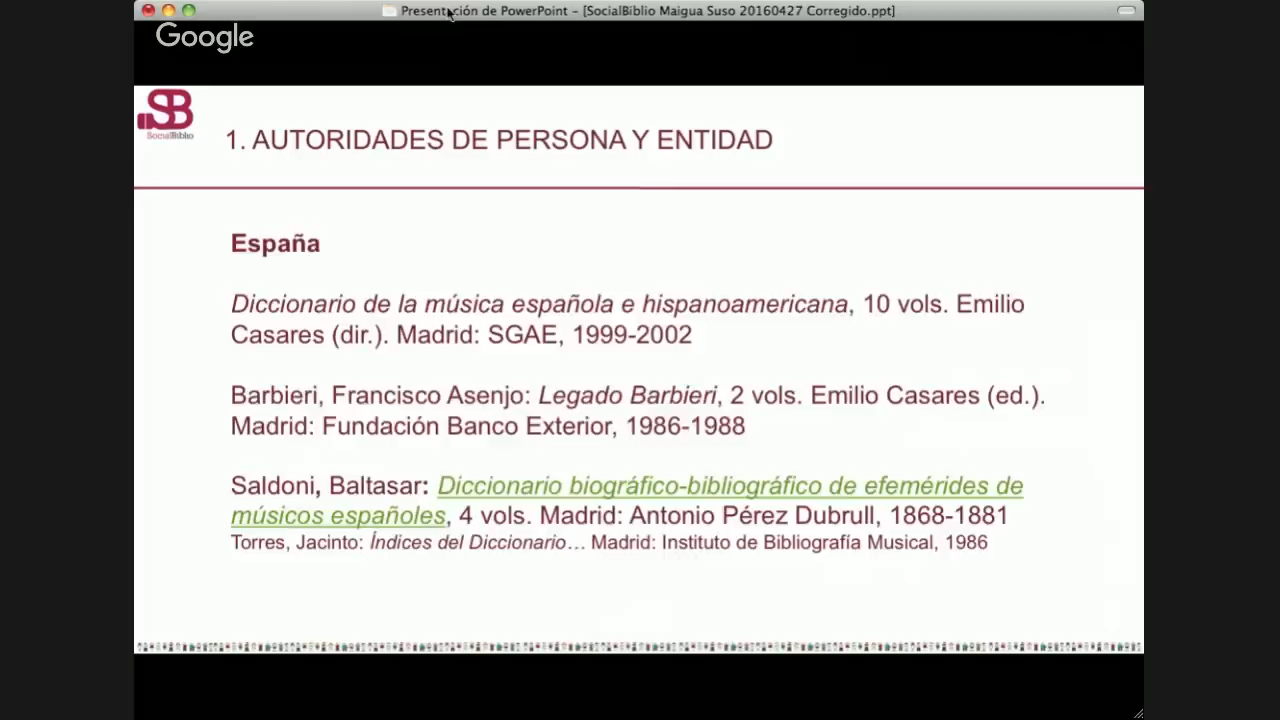 Presentación de PowerPoint – [SocialBiblio Maigua Suso 20160427 Corregido.ppt]
Google
SB
SocialBiblio
1. AUTORIDADES DE PERSONA Y ENTIDAD
España
Diccionario de la música española e hispanoamericana, 10 vols. Emilio
Casares (dir.). Madrid: SGAE, 1999-2002
Barbieri, Francisco Asenjo: Legado Barbieri, 2 vols. Emilio Casares (ed.).
Madrid: Fundación Banco Exterior, 1986-1988
Saldoni, Baltasar: Diccionario biográfico-bibliográfico de efemérides de
músicos españoles, 4 vols. Madrid: Antonio Pérez Dubrull, 1868-1881
Torres, Jacinto: Índices del Diccionario… Madrid: Instituto de Bibliografía Musical, 1986